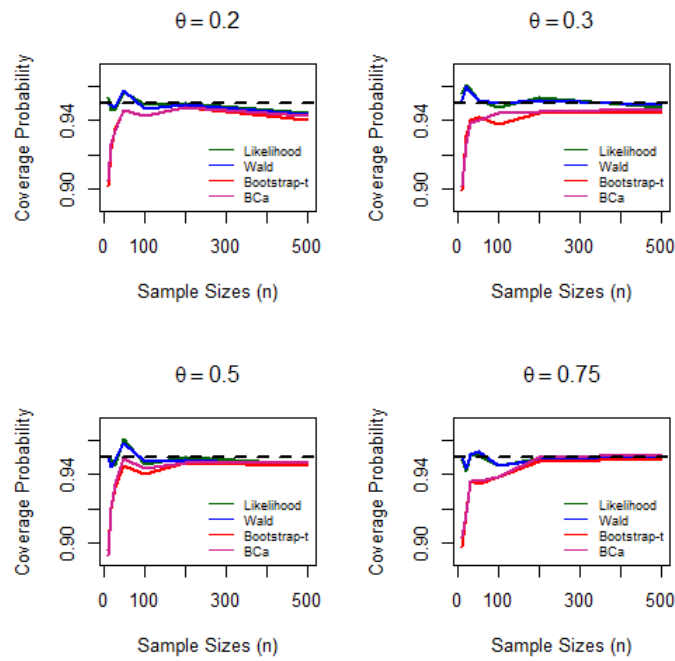 θ = 0.2
Coverage Probability
0.94
0.90
Likelihood
Wald
Bootstrap-t
BCa
0 100 300 500
Sample Sizes (n)
θ = 0.3
Coverage Probability
0.94
0.90
Likelihood
Wald
Bootstrap-t
BCa
0 100 300 500
Sample Sizes (n)
θ = 0.5
Coverage Probability
0.94
0.90
Likelihood
Wald
Bootstrap-t
BCa
0 100 300 500
Sample Sizes (n)
θ = 0.75
Coverage Probability
0.94
0.90
Likelihood
Wald
Bootstrap-t
BCa
0 100 300 500
Sample Sizes (n)